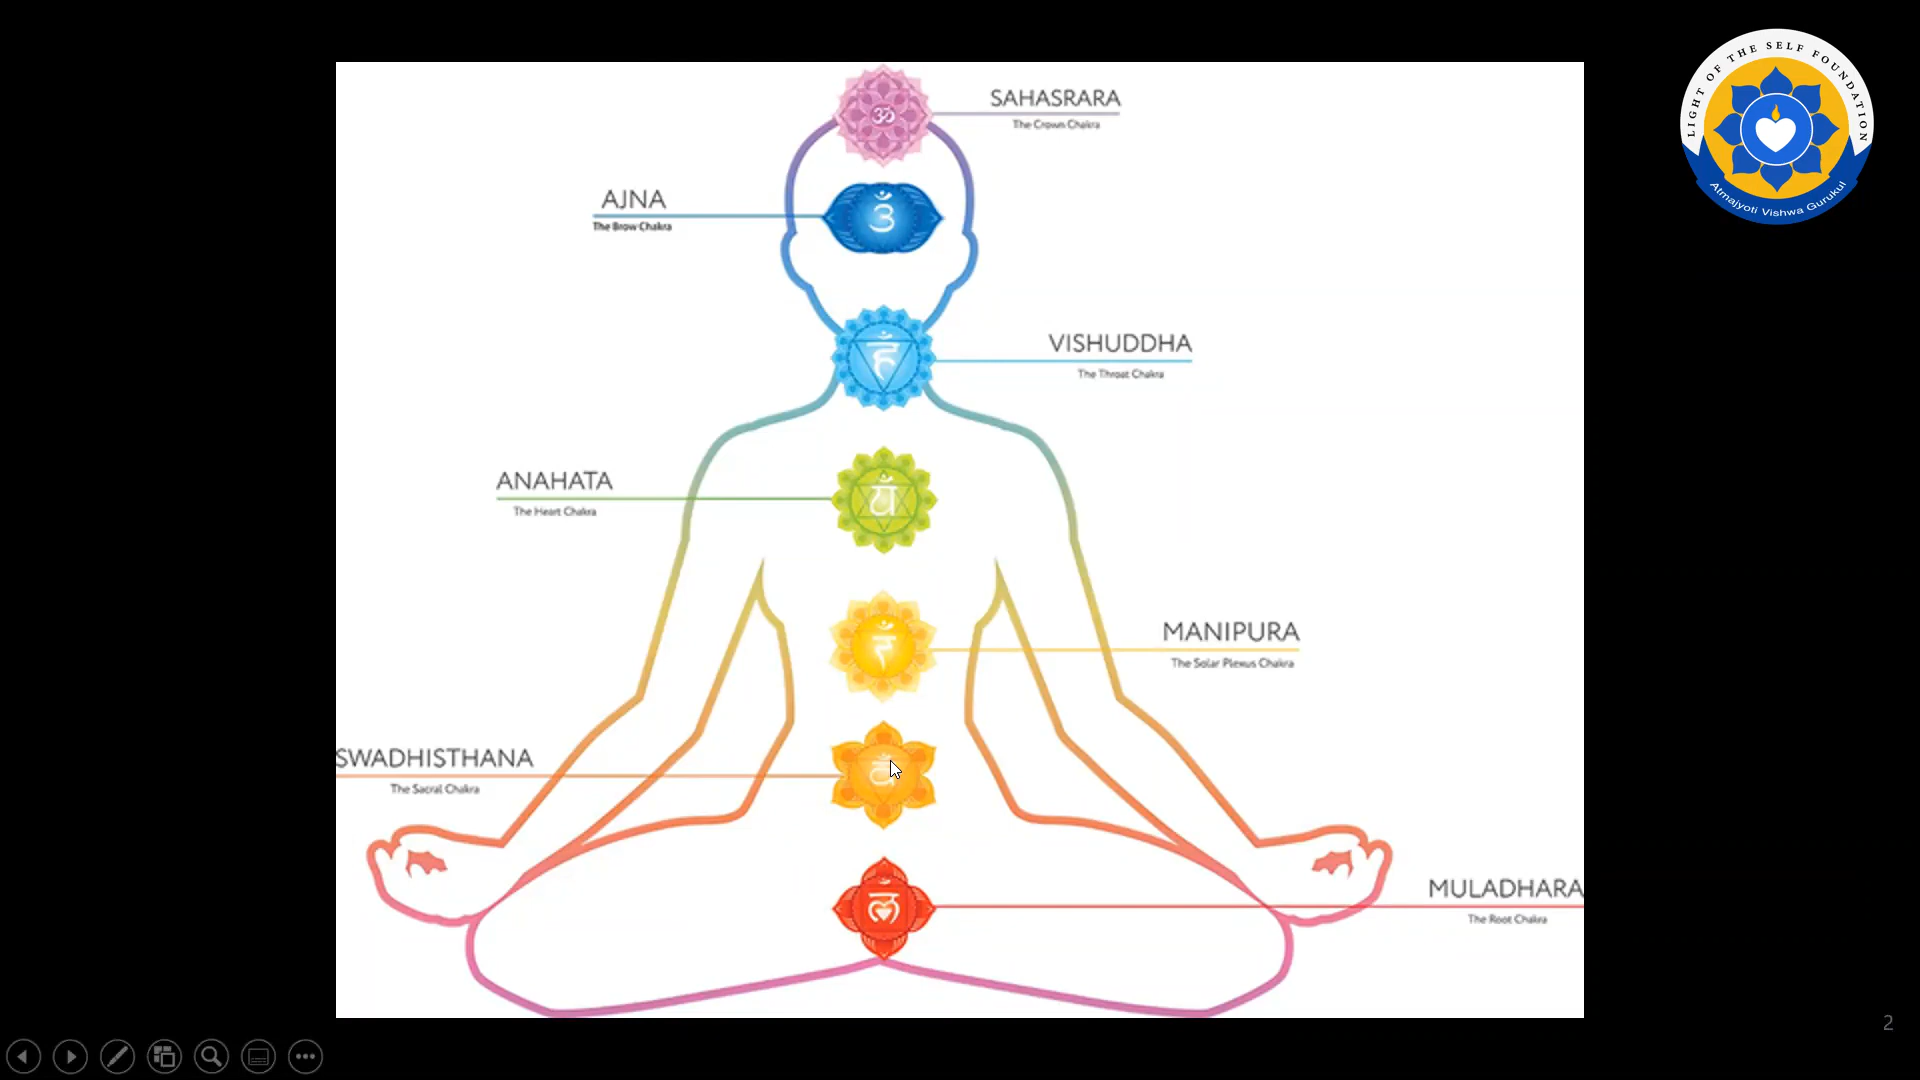 SAHASRARA
The Crown Chakra
ॐ
AJNA
The Brow Chakra
LIGHT OF THE SELF FOUNDATION
Atmajyoti Vishwa Gurukul
VISHUDDHA
The Throat Chakra
हं
ANAHATA
The Heart Chakra
यं
MANIPURA
The Solar Plexus Chakra
रं
SWADHISTHANA
The Sacral Chakra
वं
MULADHARA
The Root Chakra
लं
2